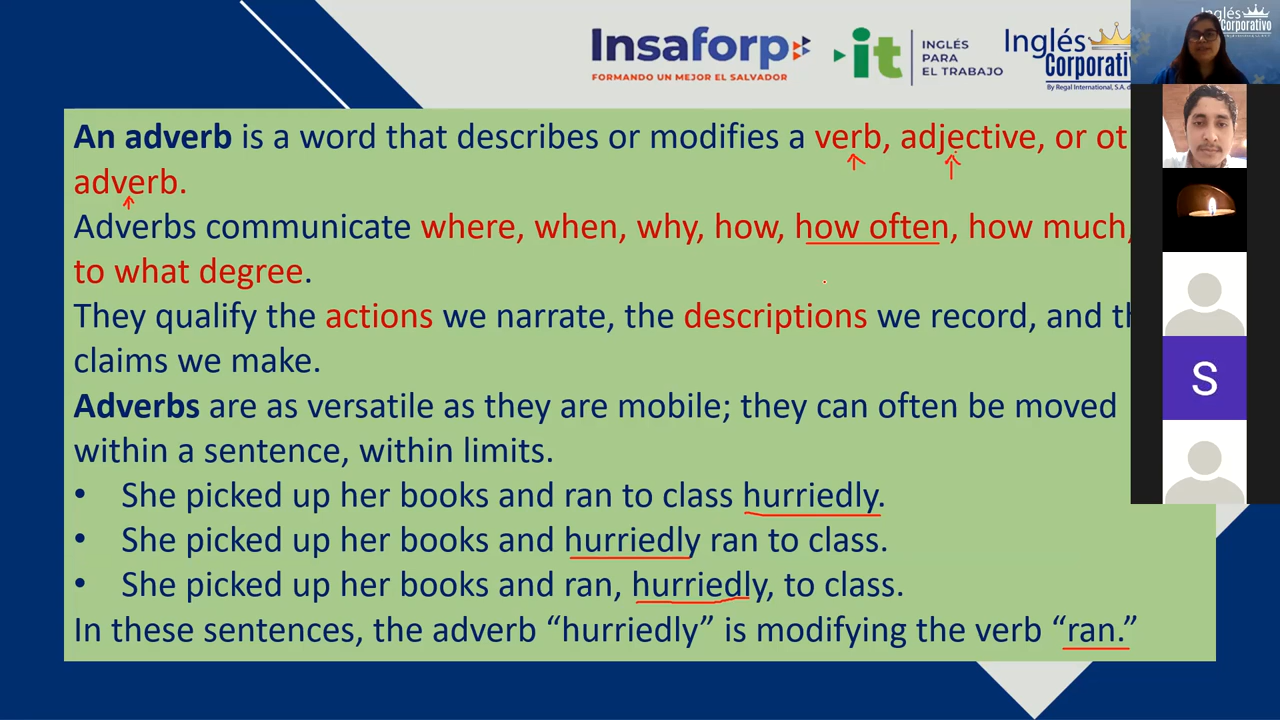 Insaforp
FORMANDO UN MEJOR EL SALVADOR
it
INGLÉS
PARA
EL TRABAJO
Inglés
Corporativ
By Regal International, S.A. d
Inglés
Corporativo
An adverb is a word that describes or modifies a verb, adjective, or ot
adverb.
Adverbs communicate where, when, why, how, how often, how much,
to what degree.
They qualify the actions we narrate, the descriptions we record, and th
claims we make.
Adverbs are as versatile as they are mobile; they can often be moved
within a sentence, within limits.
• She picked up her books and ran to class hurriedly.
• She picked up her books and hurriedly ran to class.
• She picked up her books and ran, hurriedly, to class.
In these sentences, the adverb “hurriedly” is modifying the verb “ran.”
S